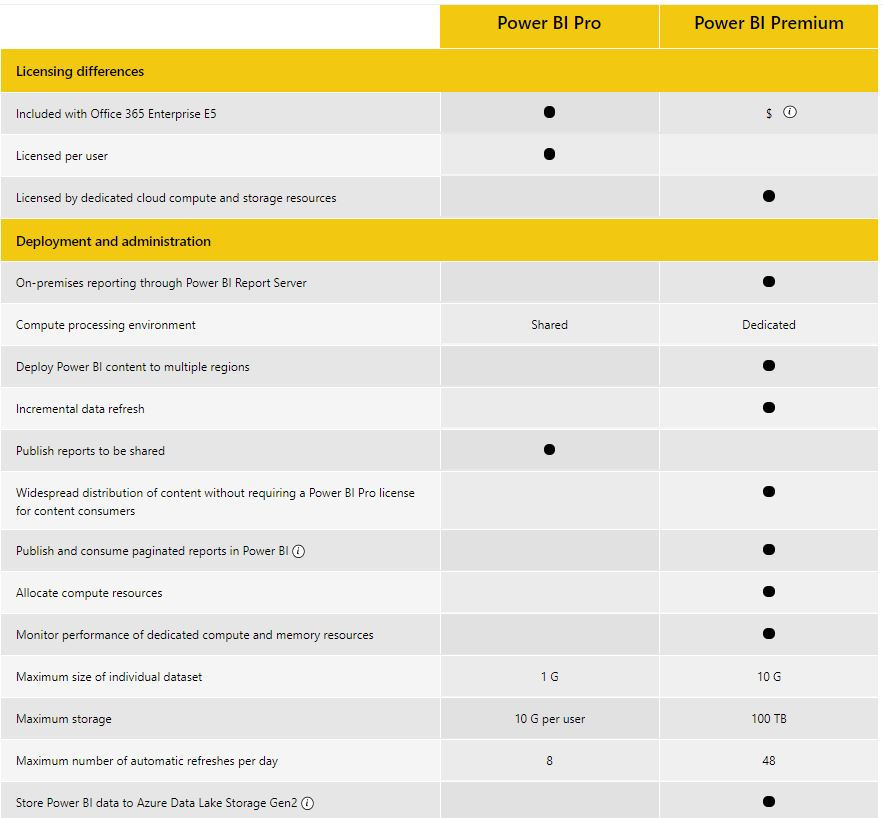 Power BI Pro
Power BI Premium
Licensing differences
Included with Office 365 Enterprise E5
$ i
Licensed per user
Licensed by dedicated cloud compute and storage resources
Deployment and administration
On-premises reporting through Power BI Report Server
Compute processing environment
Shared
Dedicated
Deploy Power BI content to multiple regions
Incremental data refresh
Publish reports to be shared
Widespread distribution of content without requiring a Power BI Pro license
for content consumers
Publish and consume paginated reports in Power BI i
Allocate compute resources
Monitor performance of dedicated compute and memory resources
Maximum size of individual dataset
1 G
10 G
Maximum storage
10 G per user
100 TB
Maximum number of automatic refreshes per day
8
48
Store Power BI data to Azure Data Lake Storage Gen2 i